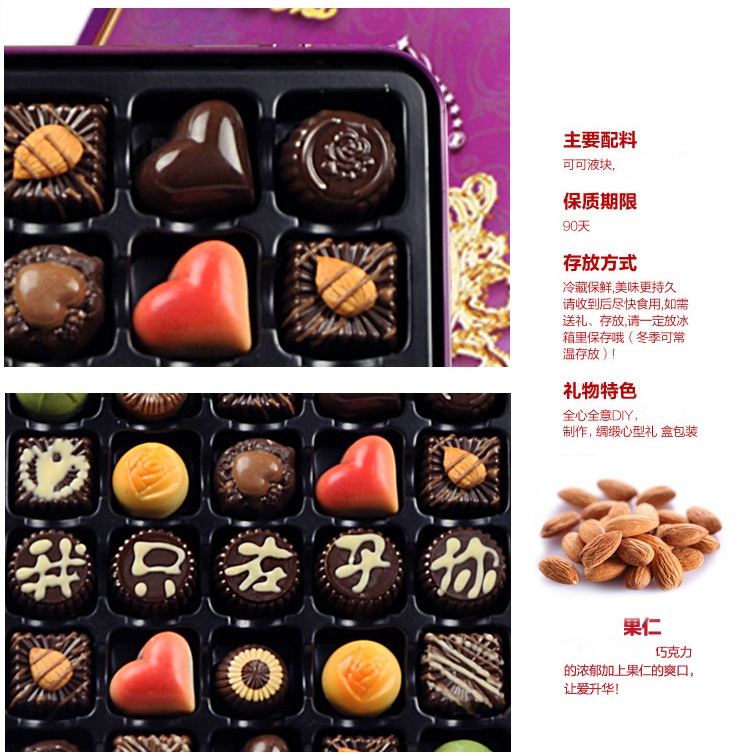 主要配料
可可液块,
保质期限
90天
存放方式
冷藏保鲜,美味更持久
请收到后尽快食用,如需
送礼、存放,请一定放冰
箱里保存哦（冬季可常
温存放）!
礼物特色
全心全意DIY,
制作, 绸缎心型礼 盒包装
我只在乎你
果仁
巧克力
的浓郁加上果仁的爽口,
让爱升华!